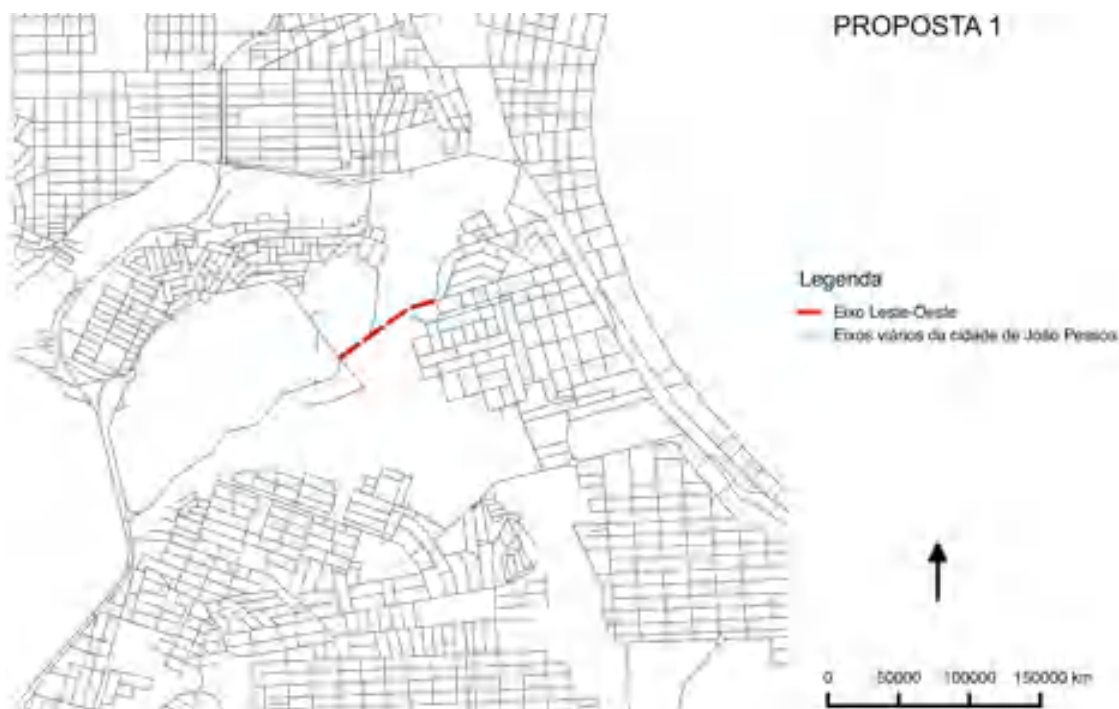 PROPOSTA 1
Legenda
Eixo Leste-Oeste
Eixos viários da cidade de João Pessoa
0 50000 100000 150000 km